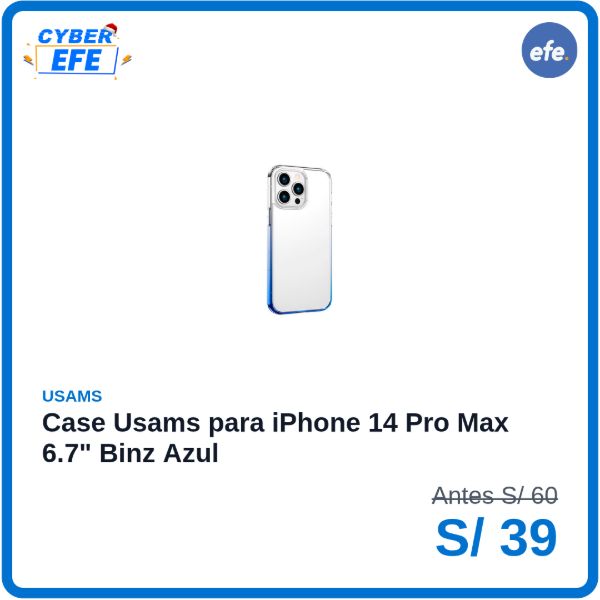 CYBER
EFE
efe.
USAMS
Case Usams para iPhone 14 Pro Max
6.7" Binz Azul
Antes S/ 60
S/ 39